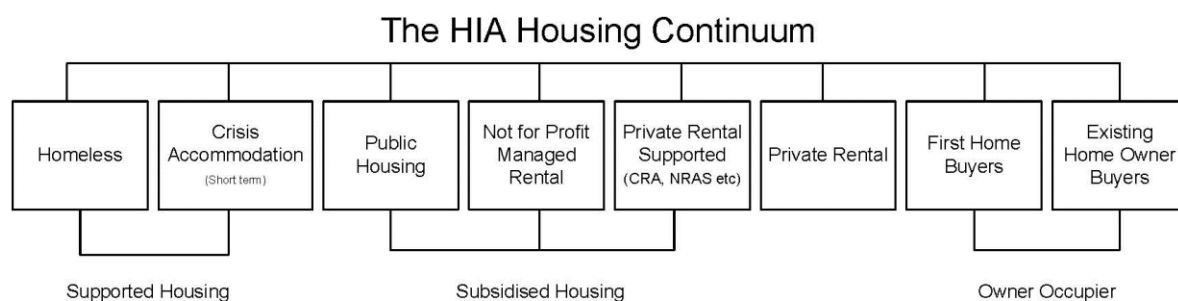 The HIA Housing Continuum
Homeless
Crisis
Accommodation
(Short term)
Public
Housing
Not for Profit
Managed
Rental
Private Rental
Supported
(CRA, NRAS etc)
Private Rental
First Home
Buyers
Existing
Home Owner
Buyers
Supported Housing
Subsidised Housing
Owner Occupier